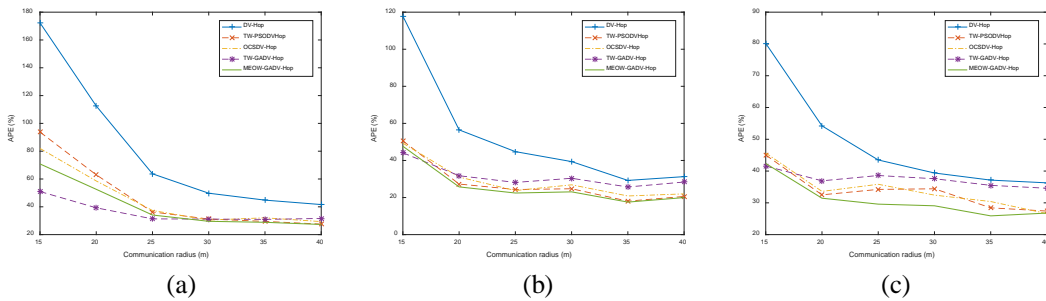 180
160
140
120
100
80
60
40
20
15
20
25
30
35
40
APE (%)
Communication radius (m)
DV-Hop
TW-PSODVHop
OCSDV-Hop
TW-GADV-Hop
MEOW-GADV-Hop
(a)
120
100
80
60
40
20
0
15
20
25
30
35
40
APE (%)
Communication radius (m)
DV-Hop
TW-PSODVHop
OCSDV-Hop
TW-GADV-Hop
MEOW-GADV-Hop
(b)
90
80
70
60
50
40
30
20
15
20
25
30
35
40
APE (%)
Communication radius (m)
DV-Hop
TW-PSODVHop
OCSDV-Hop
TW-GADV-Hop
MEOW-GADV-Hop
(c)